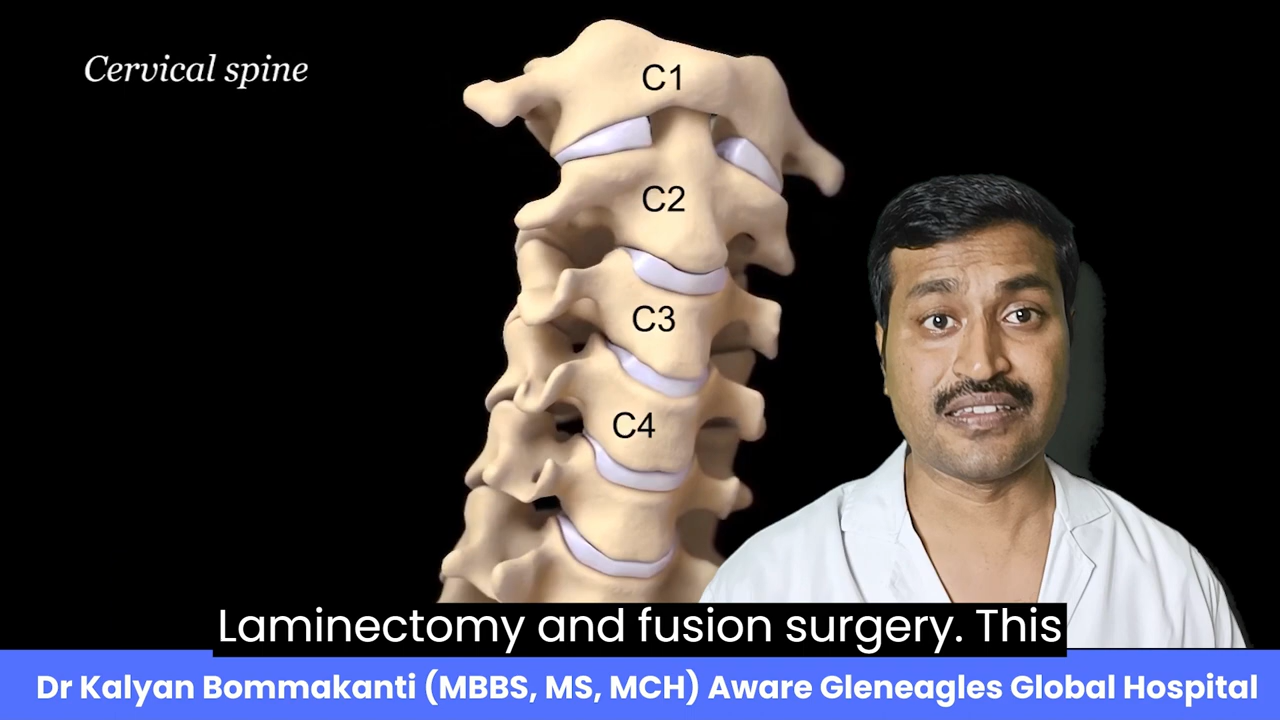 Cervical spine
C1
C2
C3
C4
Laminectomy and fusion surgery. This
Dr Kalyan Bommakanti (MBBS, MS, MCH) Aware Gleneagles Global Hospital